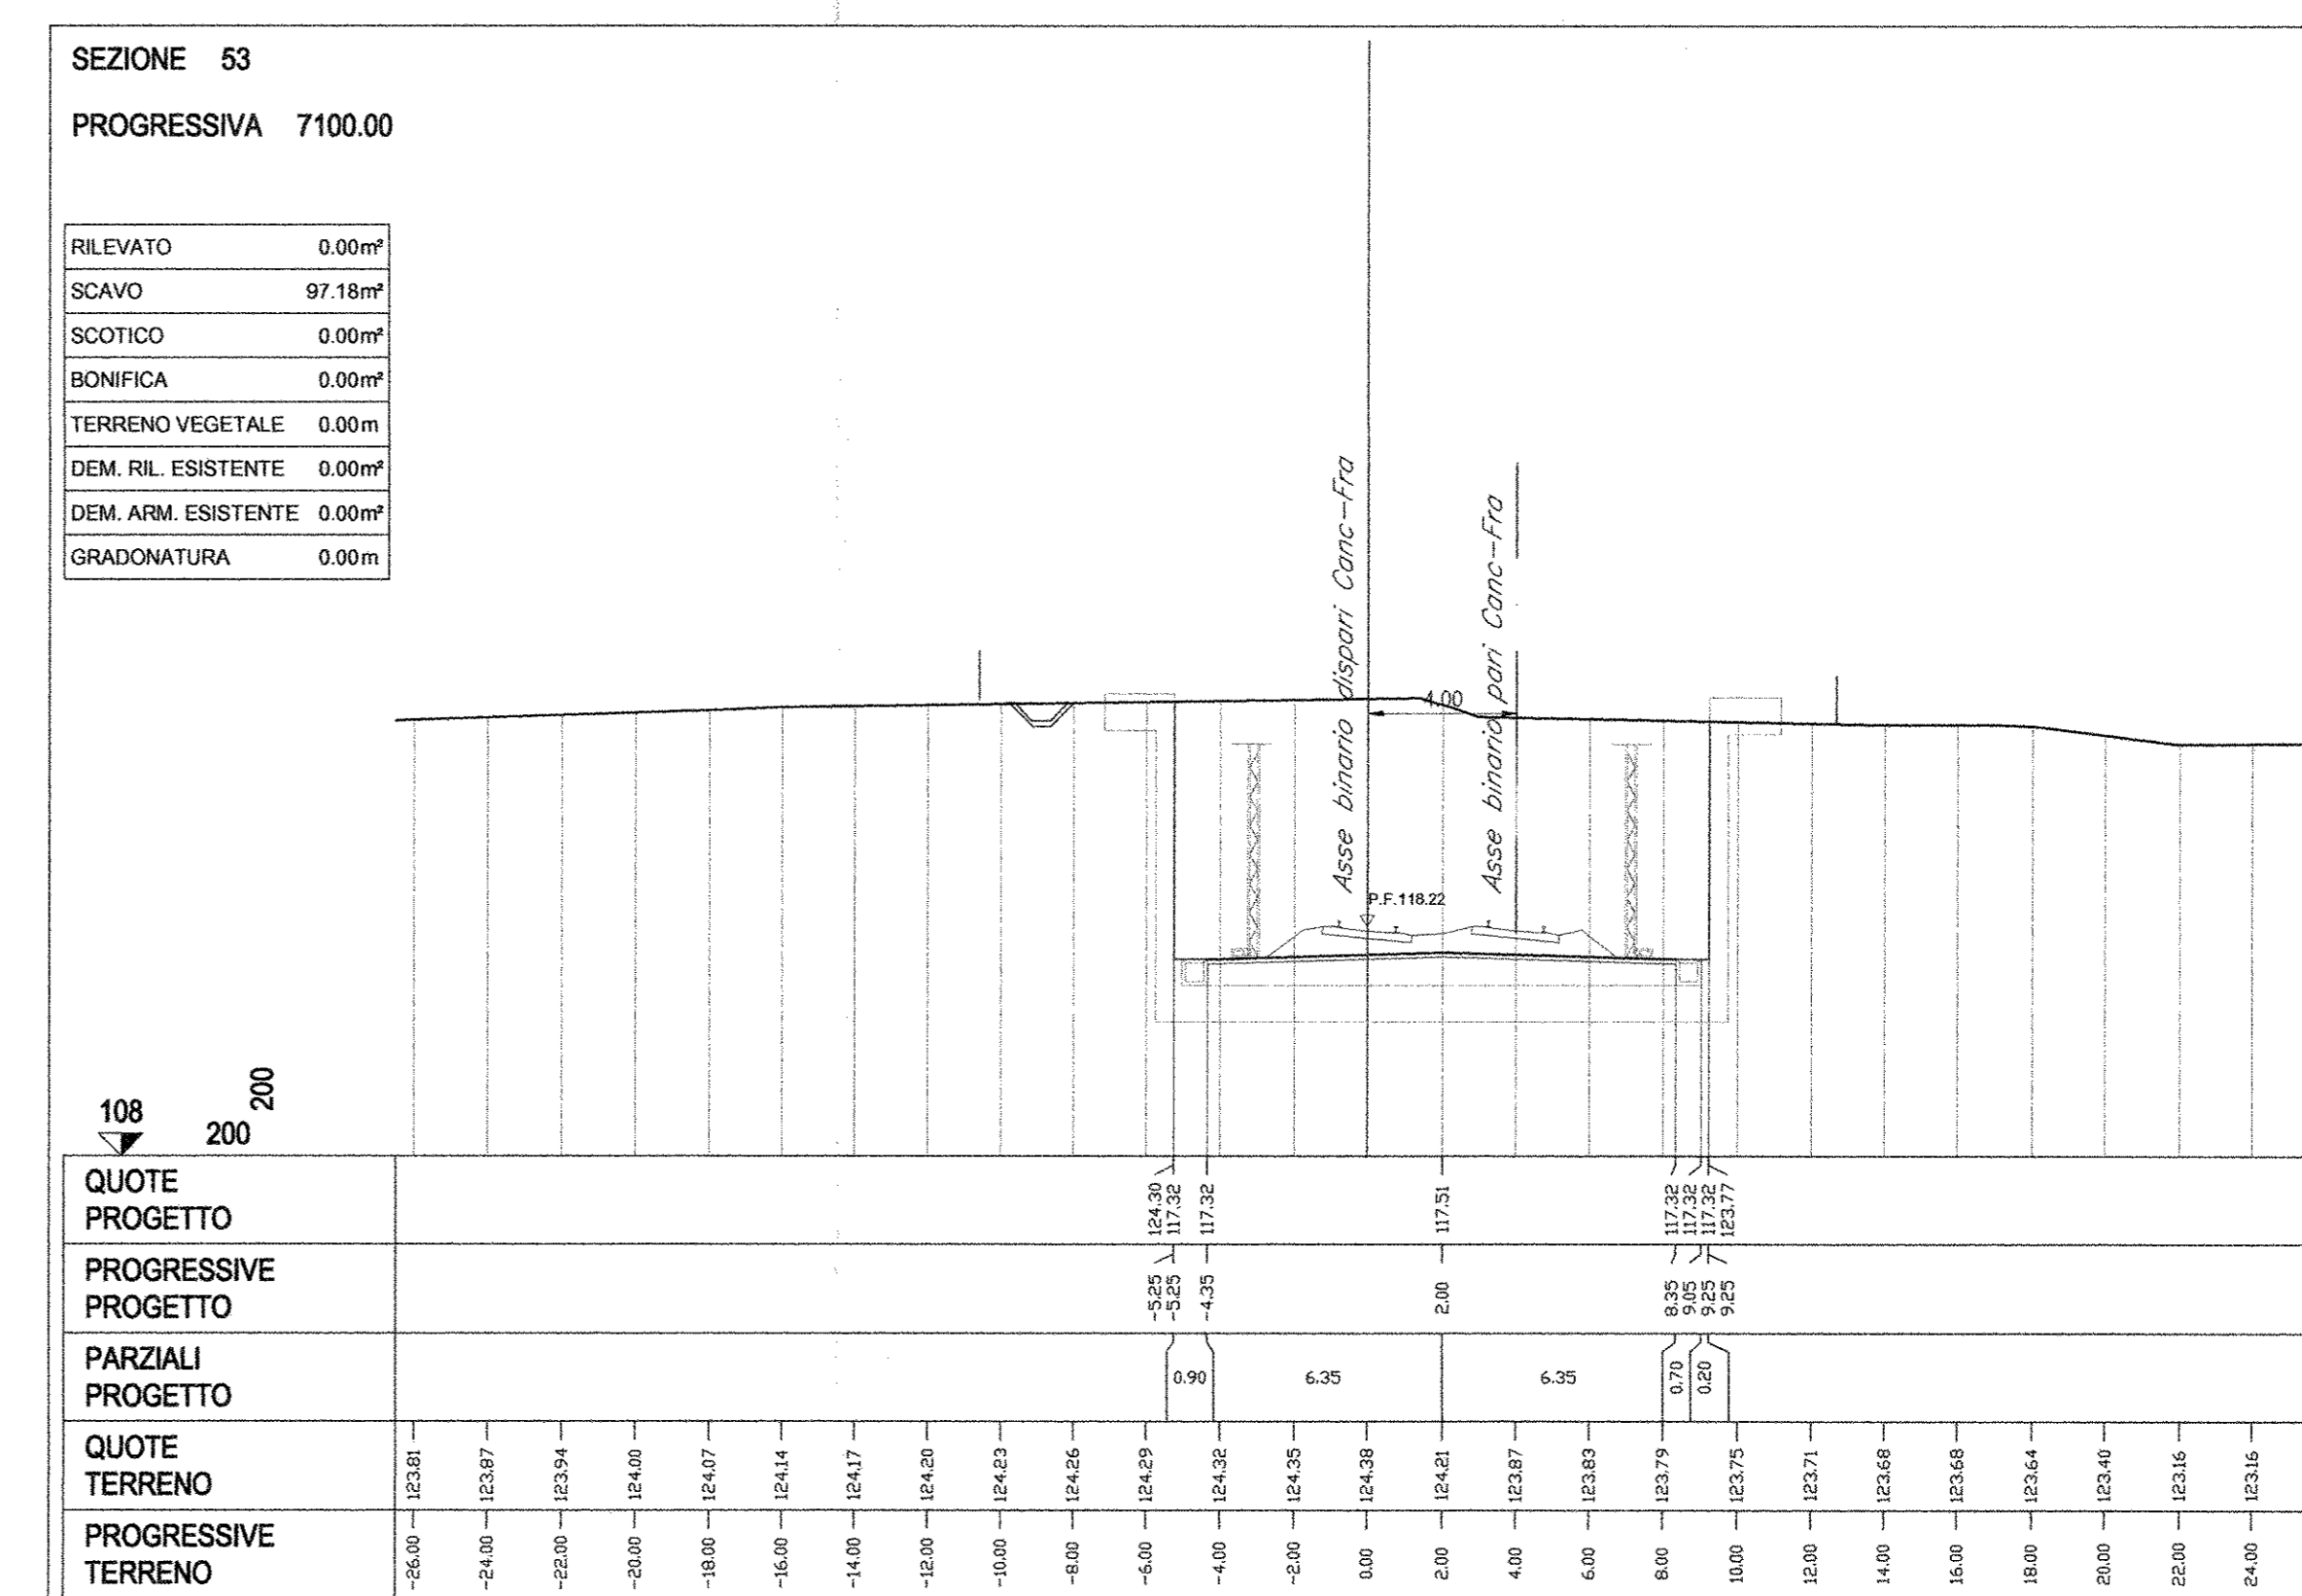 SEZIONE 53
PROGRESSIVA 7100.00
RILEVATO 0.00m²
SCAVO 97.18m²
SCOTICO 0.00m²
BONIFICA 0.00m²
TERRENO VEGETALE 0.00m
DEM. RIL. ESISTENTE 0.00m²
DEM. ARM. ESISTENTE 0.00m²
GRADONATURA 0.00m
Asse binario dispari Canc-Fra
Asse binario pari Canc-Fra
4.00
P.F.118.22
108
200
200
QUOTE PROGETTO
124.30 117.32 117.32 117.51 117.32 117.32 117.32 123.77
PROGRESSIVE PROGETTO
-5.25 -5.25 -4.35 2.00 8.35 9.05 9.25 9.25
PARZIALI PROGETTO
0.90 6.35 6.35 0.70 0.20
QUOTE TERRENO
123.81 123.87 123.94 124.00 124.07 124.14 124.17 124.20 124.23 124.26 124.29 124.32 124.35 124.38 124.21 123.87 123.83 123.79 123.75 123.71 123.68 123.68 123.64 123.40 123.16 123.16
PROGRESSIVE TERRENO
-26.00 -24.00 -22.00 -20.00 -18.00 -16.00 -14.00 -12.00 -10.00 -8.00 -6.00 -4.00 -2.00 0.00 2.00 4.00 6.00 8.00 10.00 12.00 14.00 16.00 18.00 20.00 22.00 24.00